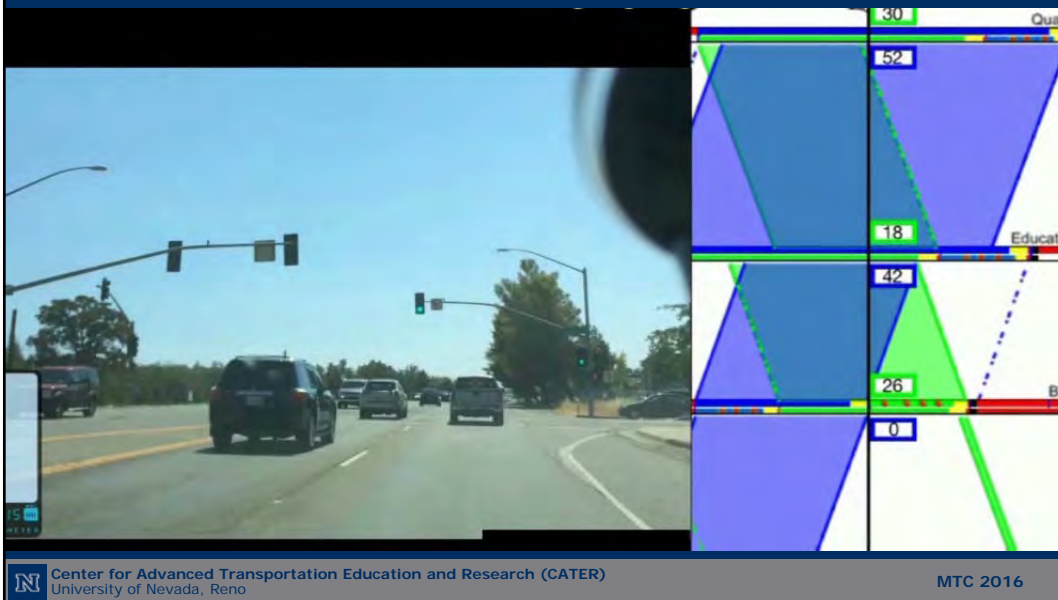 30
Qua
52
18
Educat
42
26
B
0
Center for Advanced Transportation Education and Research (CATER)
University of Nevada, Reno
MTC 2016